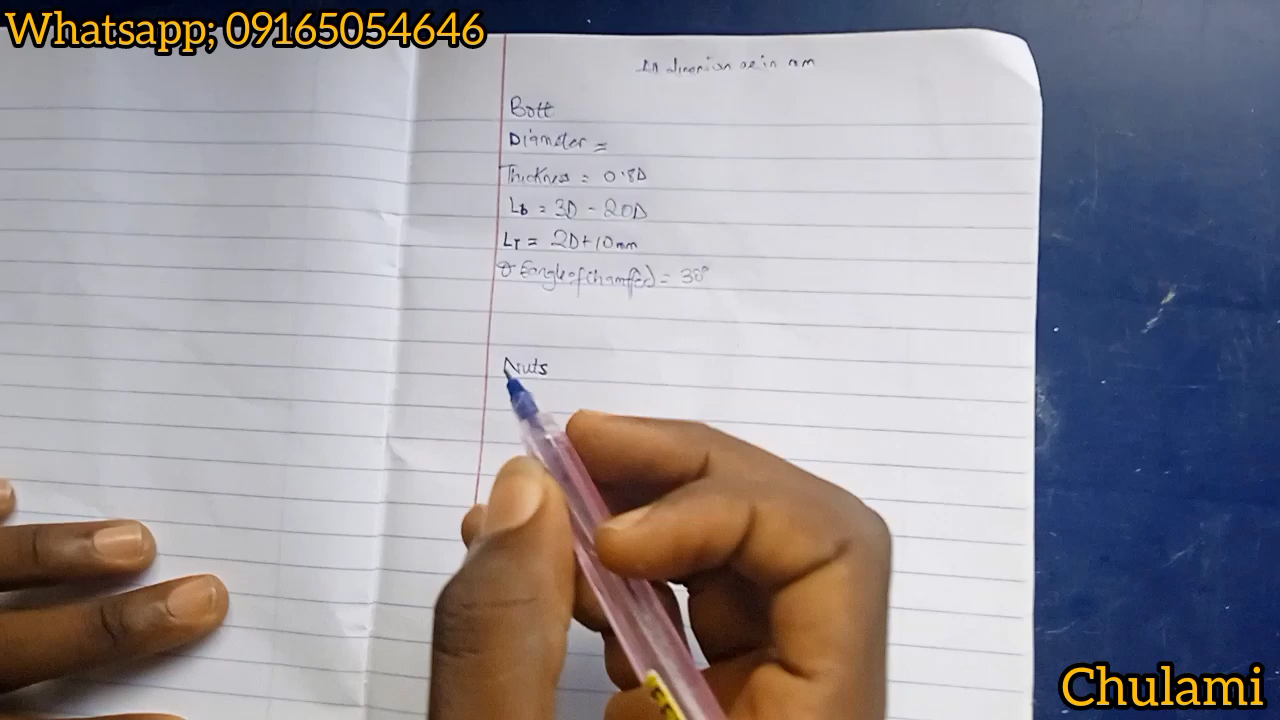 Whatsapp; 09165054646
All dimension are in mm
Bott
Diameter =
Thickness = 0.8D
Lb = 3D - 20D
LT = 2D+10mm
θ (angle of chamfer) = 30°
Nuts
Chulami